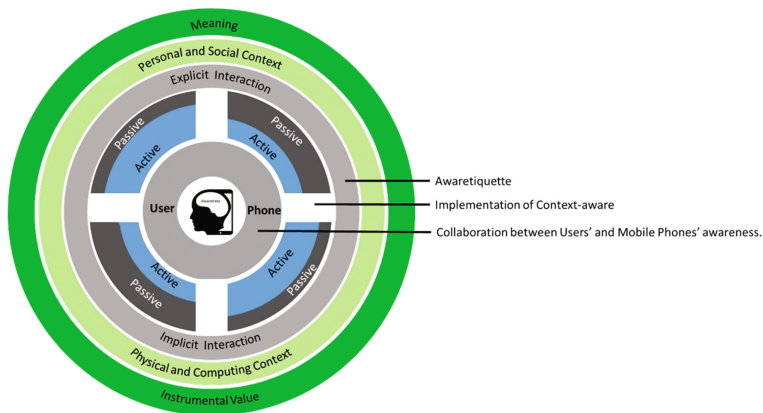 Meaning
Personal and Social Context
Explicit Interaction
Passive
Passive
Active
Active
Awareness
User
Phone
Awaretiquette
Implementation of Context-aware
Collaboration between Users' and Mobile Phones' awareness.
Active
Active
Passive
Passive
Implicit Interaction
Physical and Computing Context
Instrumental Value